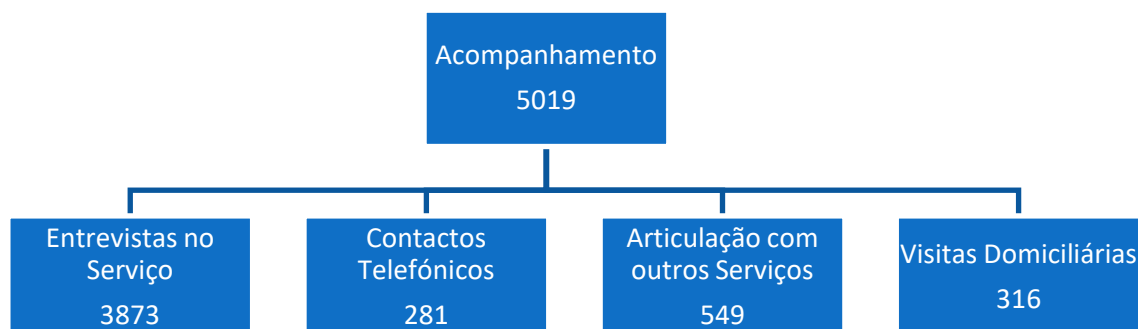 Acompanhamento
5019
Entrevistas no
Serviço
3873
Contactos
Telefónicos
281
Articulação com
outros Serviços
549
Visitas Domiciliárias
316